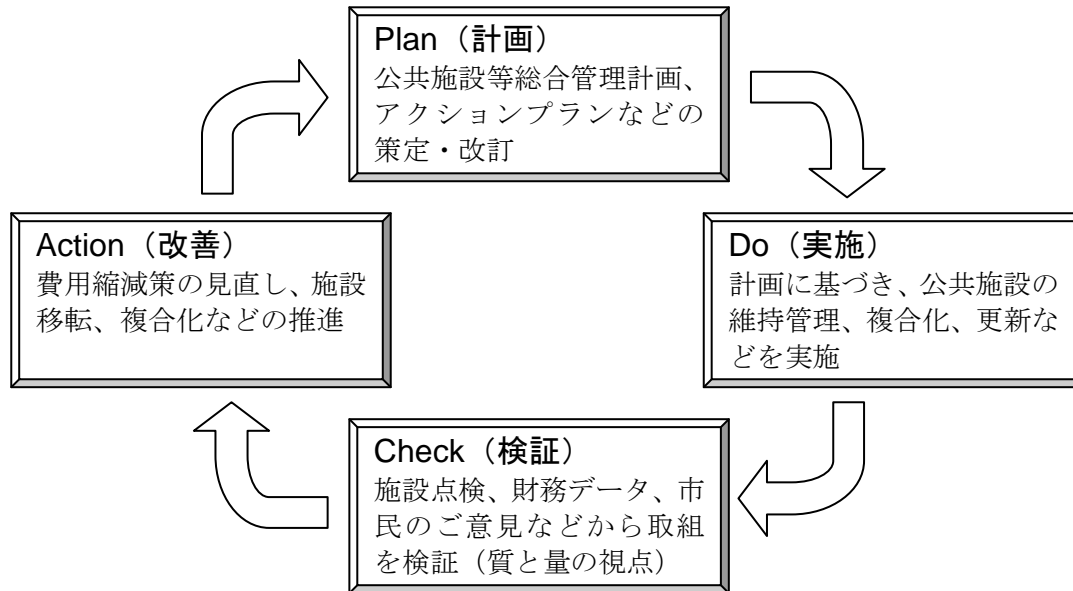 Plan（計画）
公共施設等総合管理計画、
アクションプランなどの
策定・改訂
Action（改善）
費用縮減策の見直し、施設
移転、複合化などの推進
Do（実施）
計画に基づき、公共施設の
維持管理、複合化、更新な
どを実施
Check（検証）
施設点検、財務データ、市
民のご意見などから取組
を検証（質と量の視点）